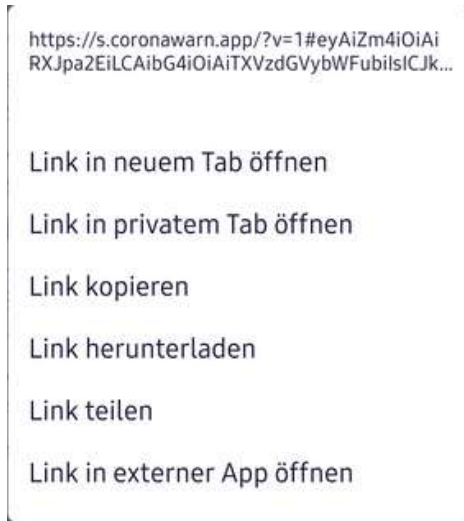 https://s.coronawarn.app/?v=1#eyAiZm4iOiAi
RXJpa2EiLCAibG4iOiAiTXVzdGVybWFubiIsICJk...
Link in neuem Tab öffnen
Link in privatem Tab öffnen
Link kopieren
Link herunterladen
Link teilen
Link in externer App öffnen